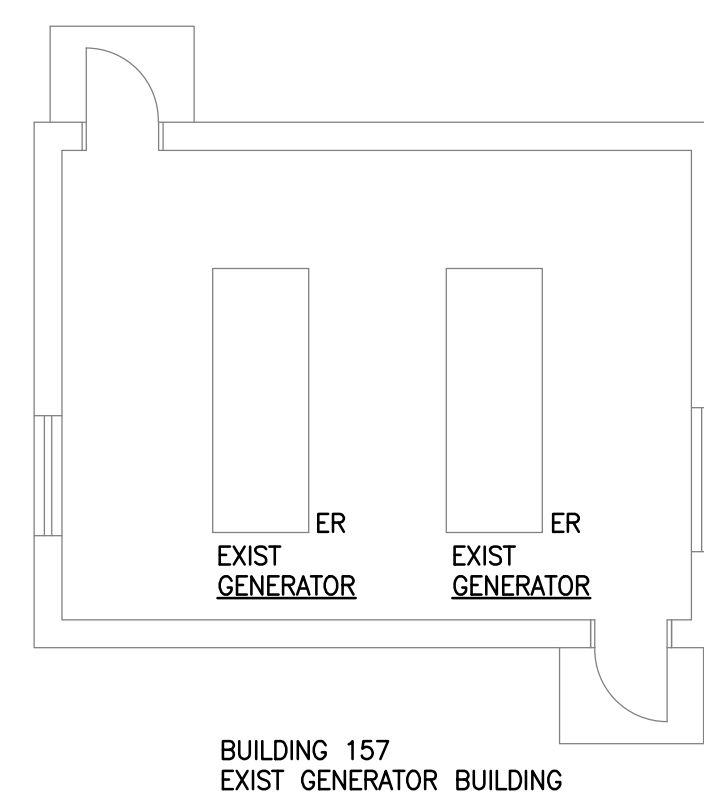 ER
EXIST
GENERATOR
ER
EXIST
GENERATOR
BUILDING 157
EXIST GENERATOR BUILDING